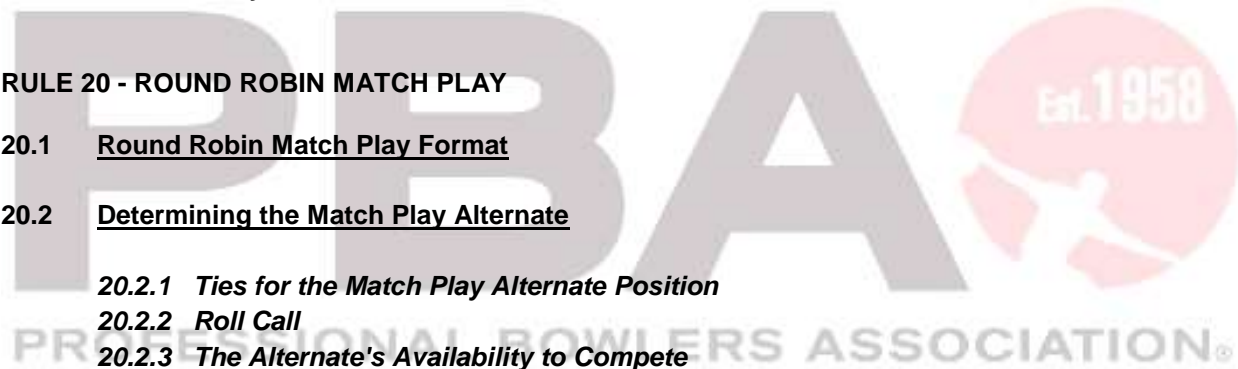 RULE 20 - ROUND ROBIN MATCH PLAY
PBA
Est. 1958
20.1 Round Robin Match Play Format
20.2 Determining the Match Play Alternate
20.2.1 Ties for the Match Play Alternate Position
20.2.2 Roll Call
PROFESSIONAL BOWLERS ASSOCIATION®
20.2.3 The Alternate's Availability to Compete